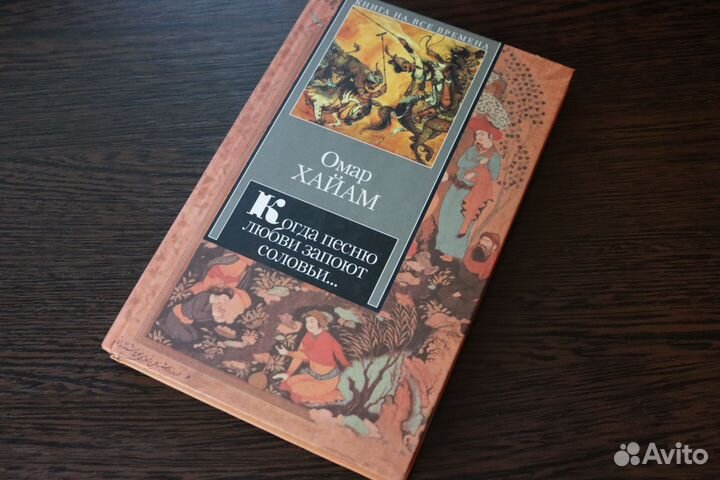 КНИГА НА ВСЕ ВРЕМЕНА
Омар
ХАЙАМ
Когда песню
любви запоют
соловьи...
Avito